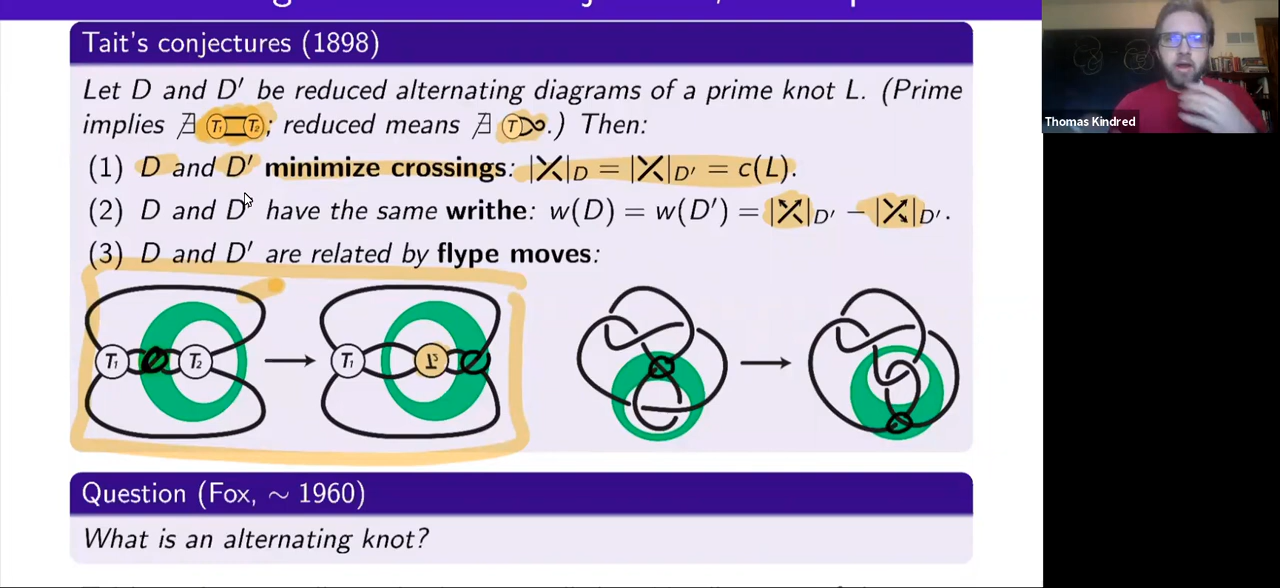 Tait's conjectures (1898)
Let D and D′ be reduced alternating diagrams of a prime knot L. (Prime
implies ∄ T₁ T₂; reduced means ∄ T.) Then:
(1) D and D′ minimize crossings: | |D = | |D′ = c(L).
(2) D and D′ have the same writhe: w(D) = w(D′) = | |D′ − | |D′.
(3) D and D′ are related by flype moves:
T₁ T₂ T₁
Question (Fox, ∼ 1960)
What is an alternating knot?
Thomas Kindred